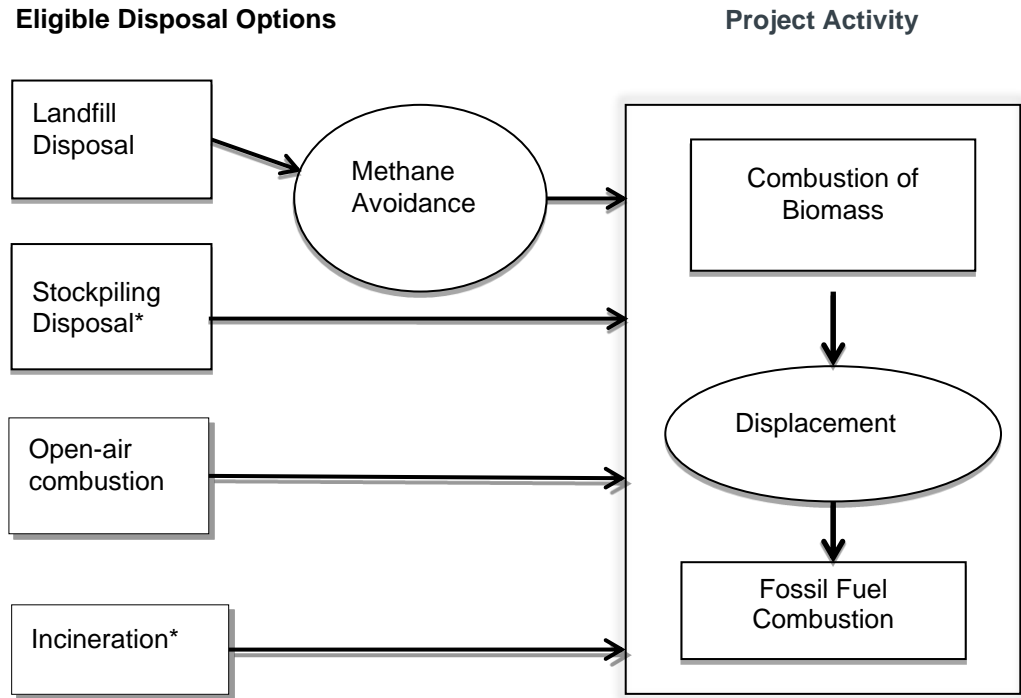 Eligible Disposal Options
Project Activity
Landfill
Disposal
Methane
Avoidance
Combustion of
Biomass
Stockpiling
Disposal*
Displacement
Open-air
combustion
Fossil Fuel
Combustion
Incineration*